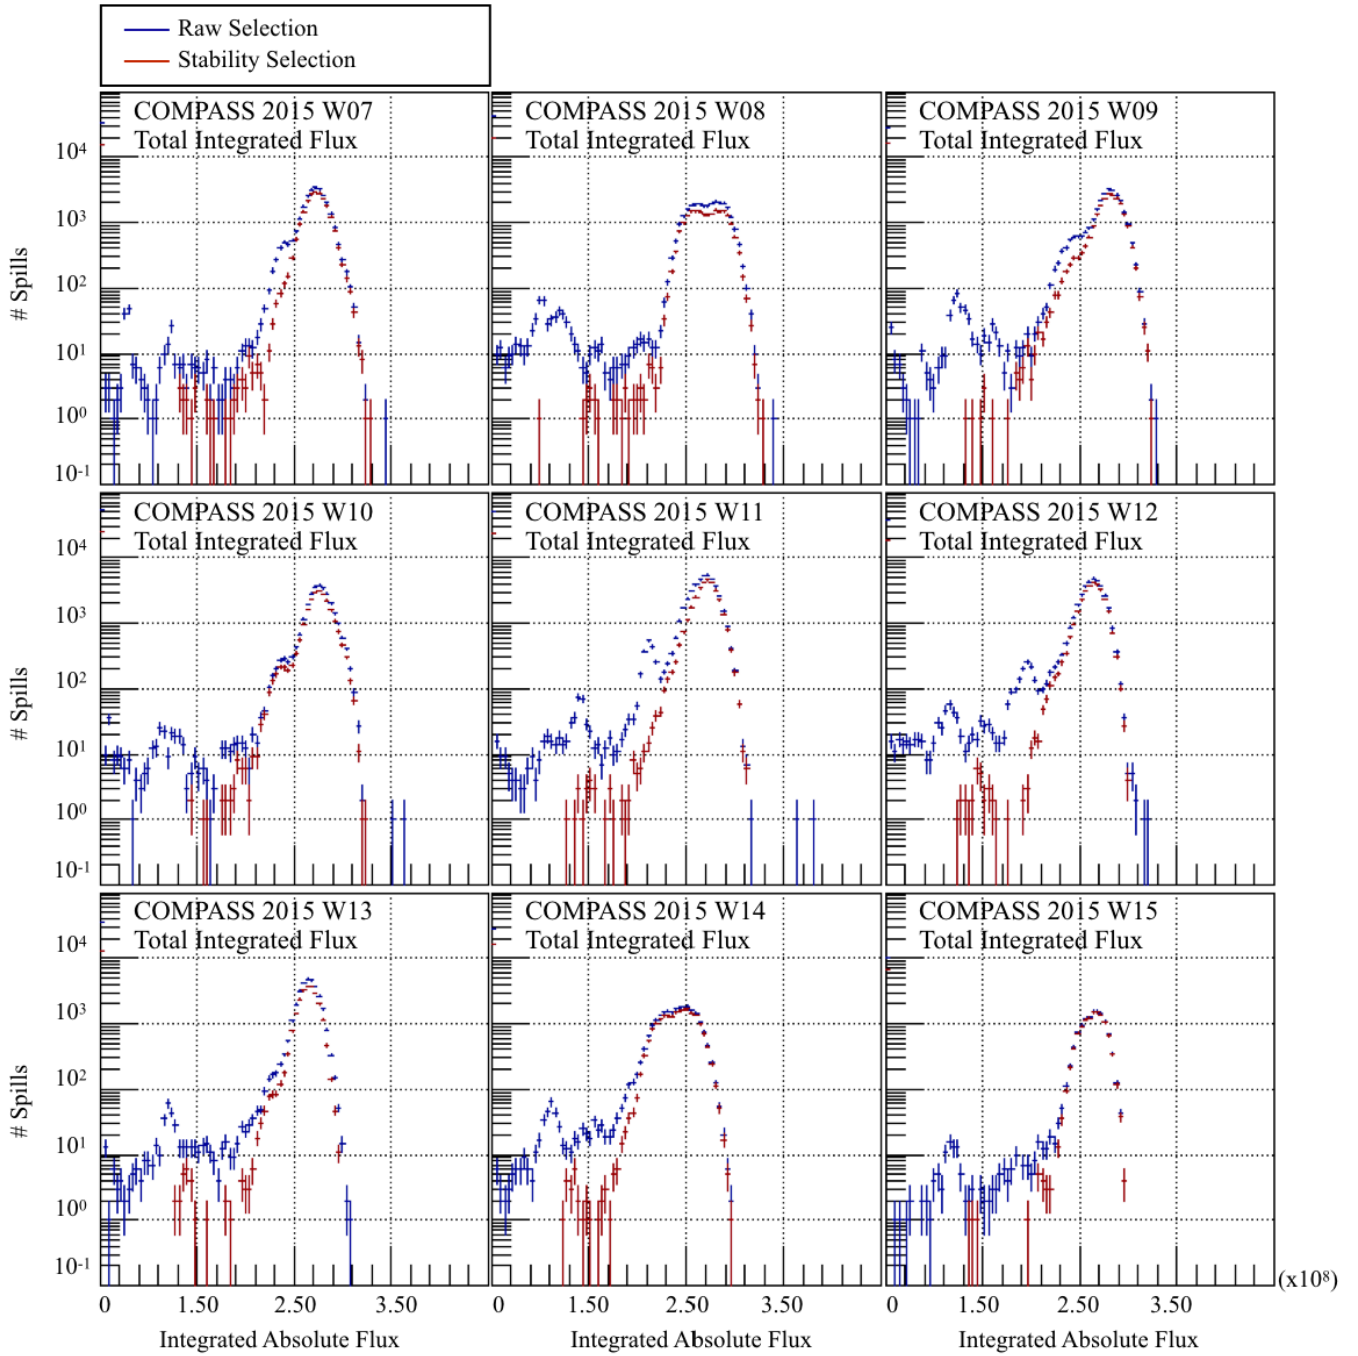 Raw Selection
Stability Selection
COMPASS 2015 W07
Total Integrated Flux
COMPASS 2015 W08
Total Integrated Flux
COMPASS 2015 W09
Total Integrated Flux
10⁴
10³
10²
10¹
10⁰
10⁻¹
# Spills
COMPASS 2015 W10
Total Integrated Flux
COMPASS 2015 W11
Total Integrated Flux
COMPASS 2015 W12
Total Integrated Flux
10⁴
10³
10²
10¹
10⁰
10⁻¹
# Spills
COMPASS 2015 W13
Total Integrated Flux
COMPASS 2015 W14
Total Integrated Flux
COMPASS 2015 W15
Total Integrated Flux
10⁴
10³
10²
10¹
10⁰
10⁻¹
# Spills
(x10⁸)
0 1.50 2.50 3.50 0 1.50 2.50 3.50 0 1.50 2.50 3.50
Integrated Absolute Flux Integrated Absolute Flux Integrated Absolute Flux